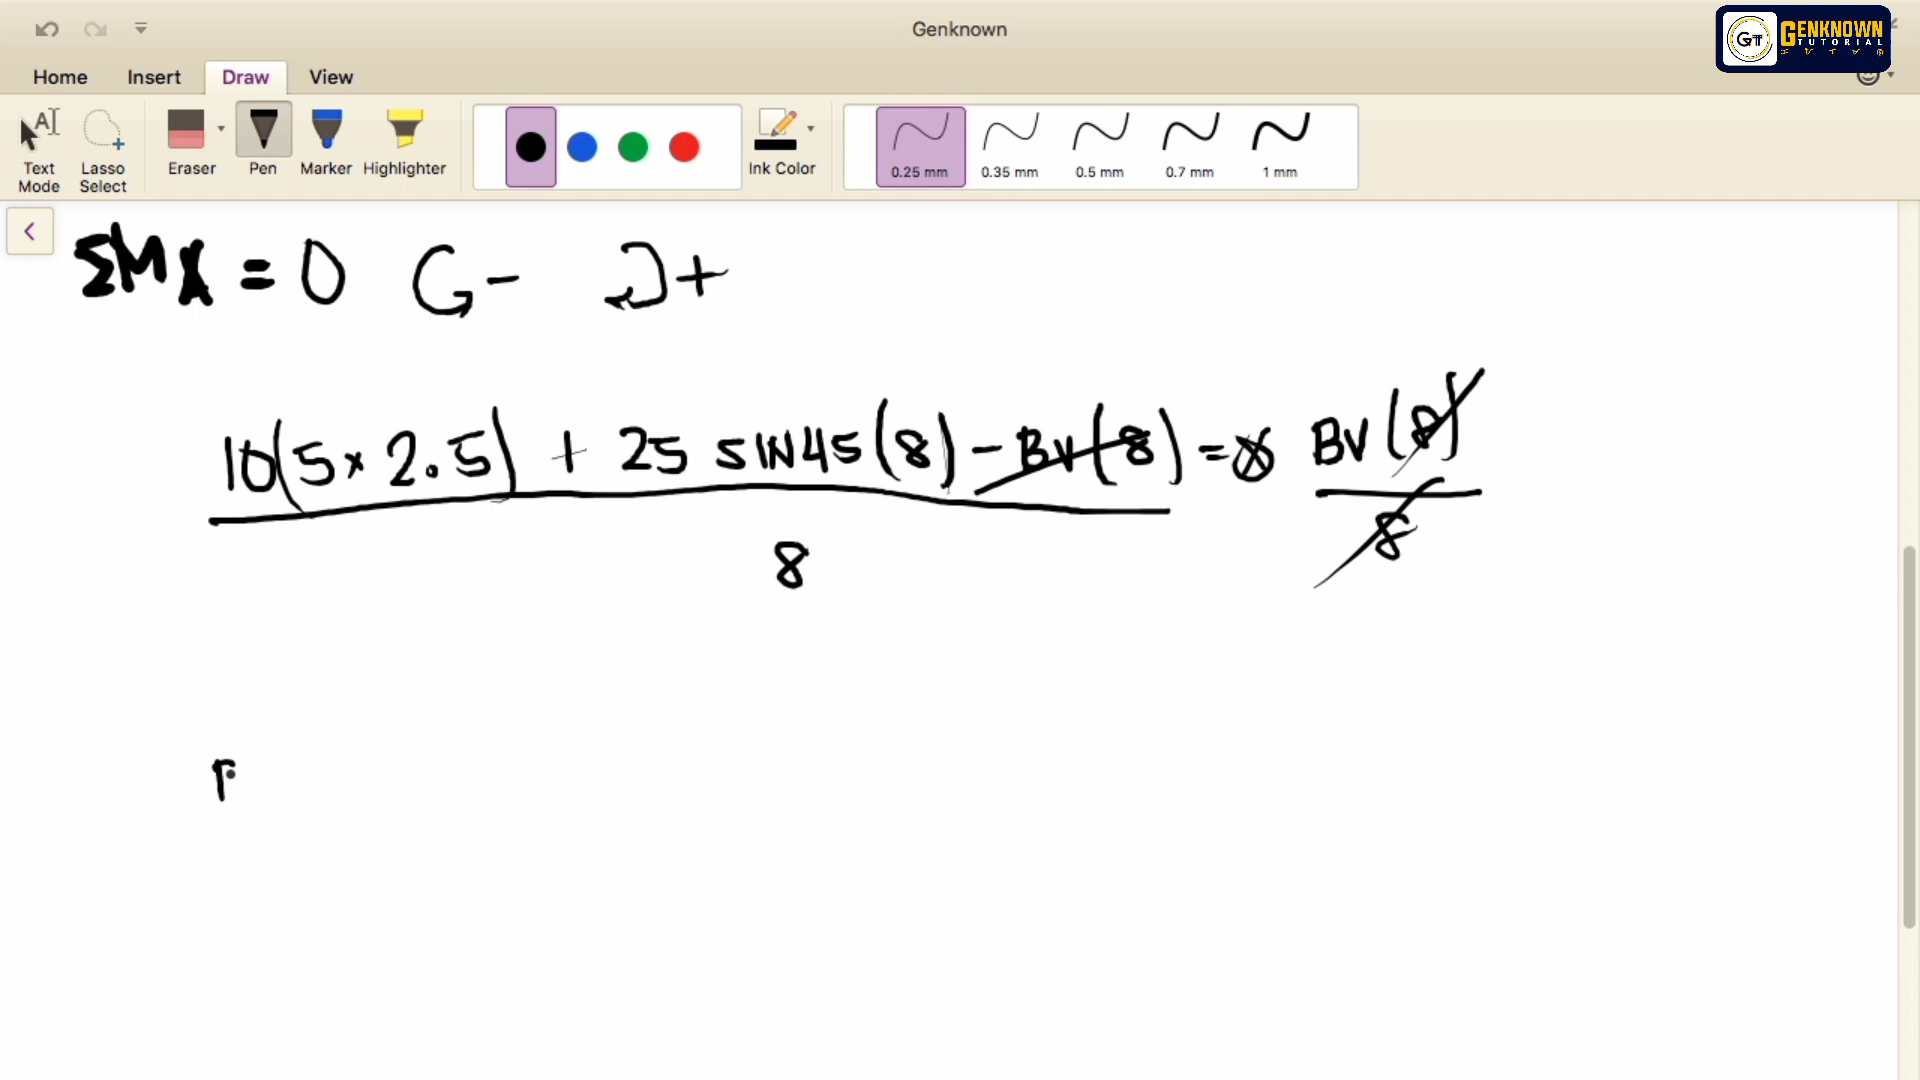 Genknown
GT GENKNOWN
TUTORIAL
Home Insert Draw View
Text Mode
Lasso Select
Eraser
Pen
Marker
Highlighter
Ink Color
0.25 mm
0.35 mm
0.5 mm
0.7 mm
1 mm
ΣMA = 0 - +
10(5 × 2.5) + 25 SIN45 (8) - BV(8) = 0 BV(8)
8 8